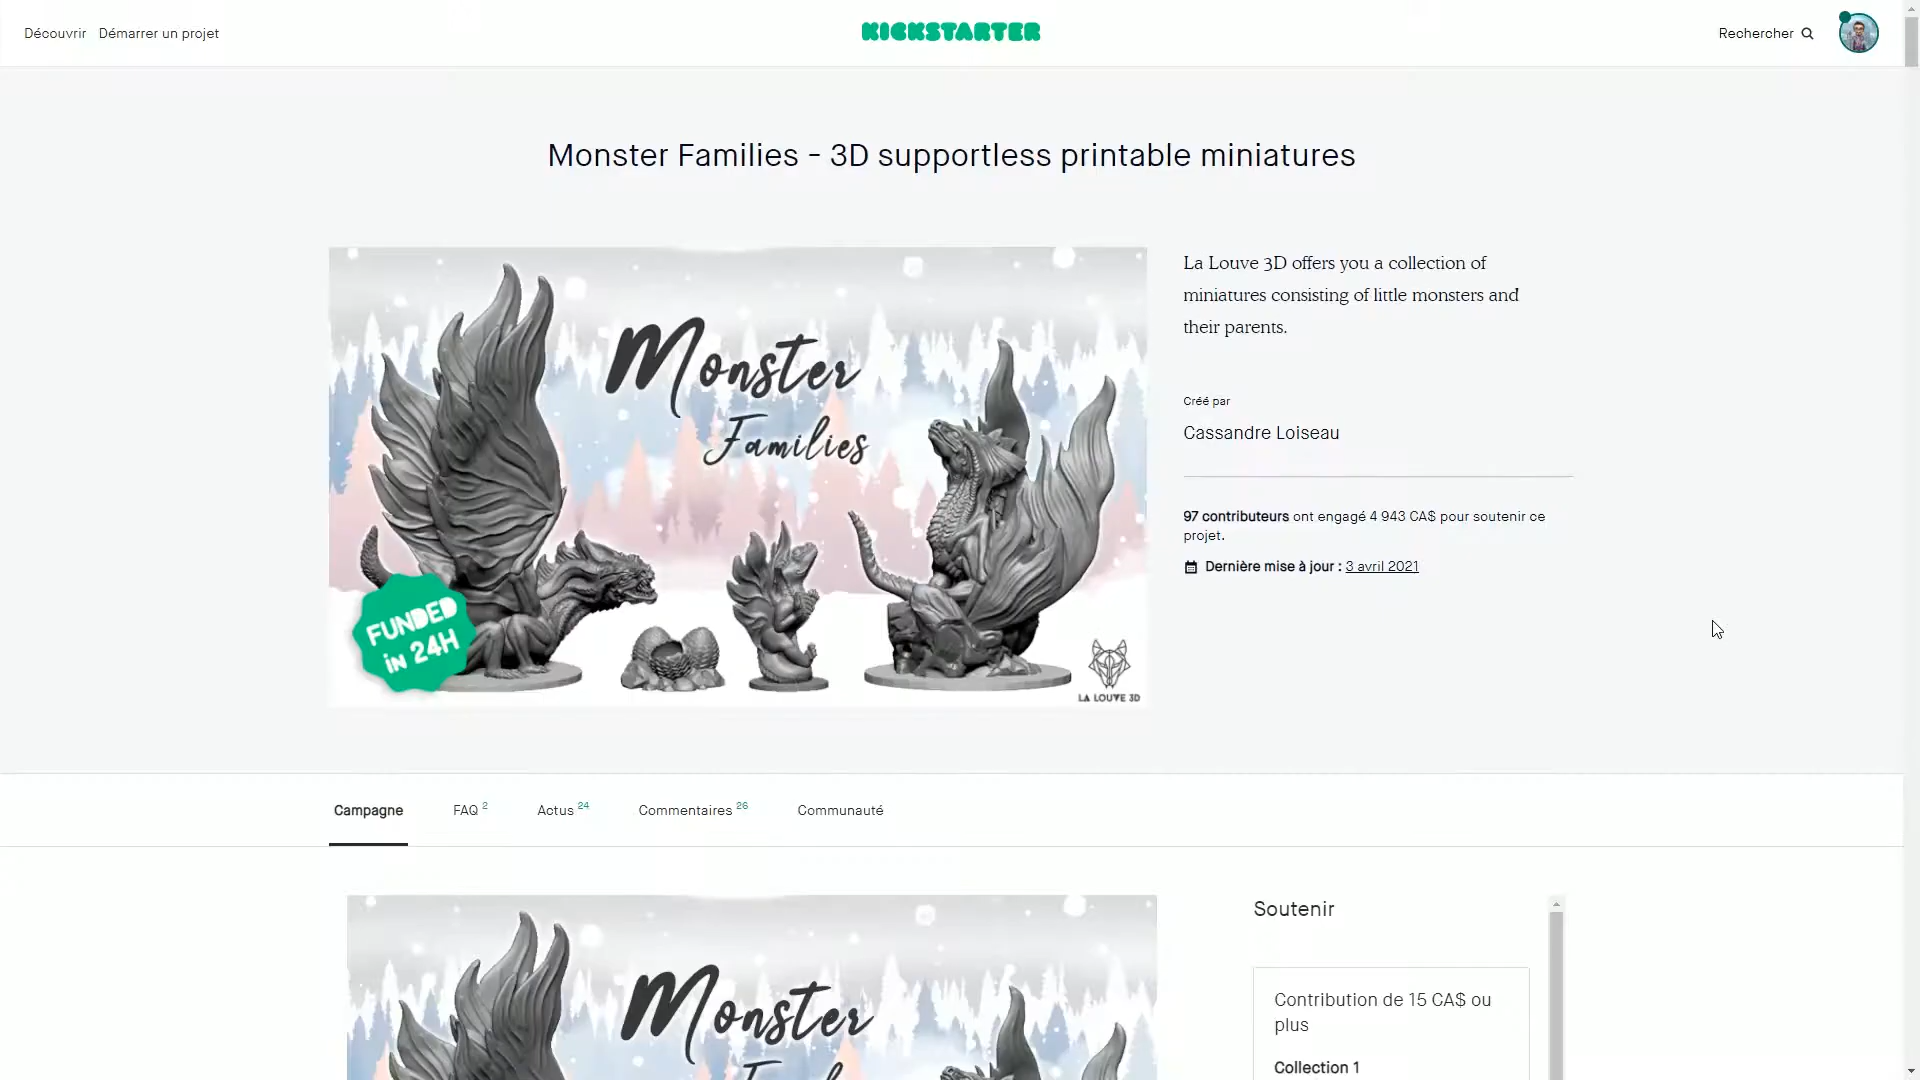 Découvrir Démarrer un projet
KICKSTARTER
Rechercher
Monster Families - 3D supportless printable miniatures
Monster
Families
FUNDED
in 24H
LA LOUVE 3D
La Louve 3D offers you a collection of
miniatures consisting of little monsters and
their parents.
Créé par
Cassandre Loiseau
97 contributeurs ont engagé 4 943 CA$ pour soutenir ce
projet.
Dernière mise à jour : 3 avril 2021
Campagne FAQ 2 Actus 24 Commentaires 26 Communauté
Monster
Soutenir
Contribution de 15 CA$ ou
plus
Collection 1